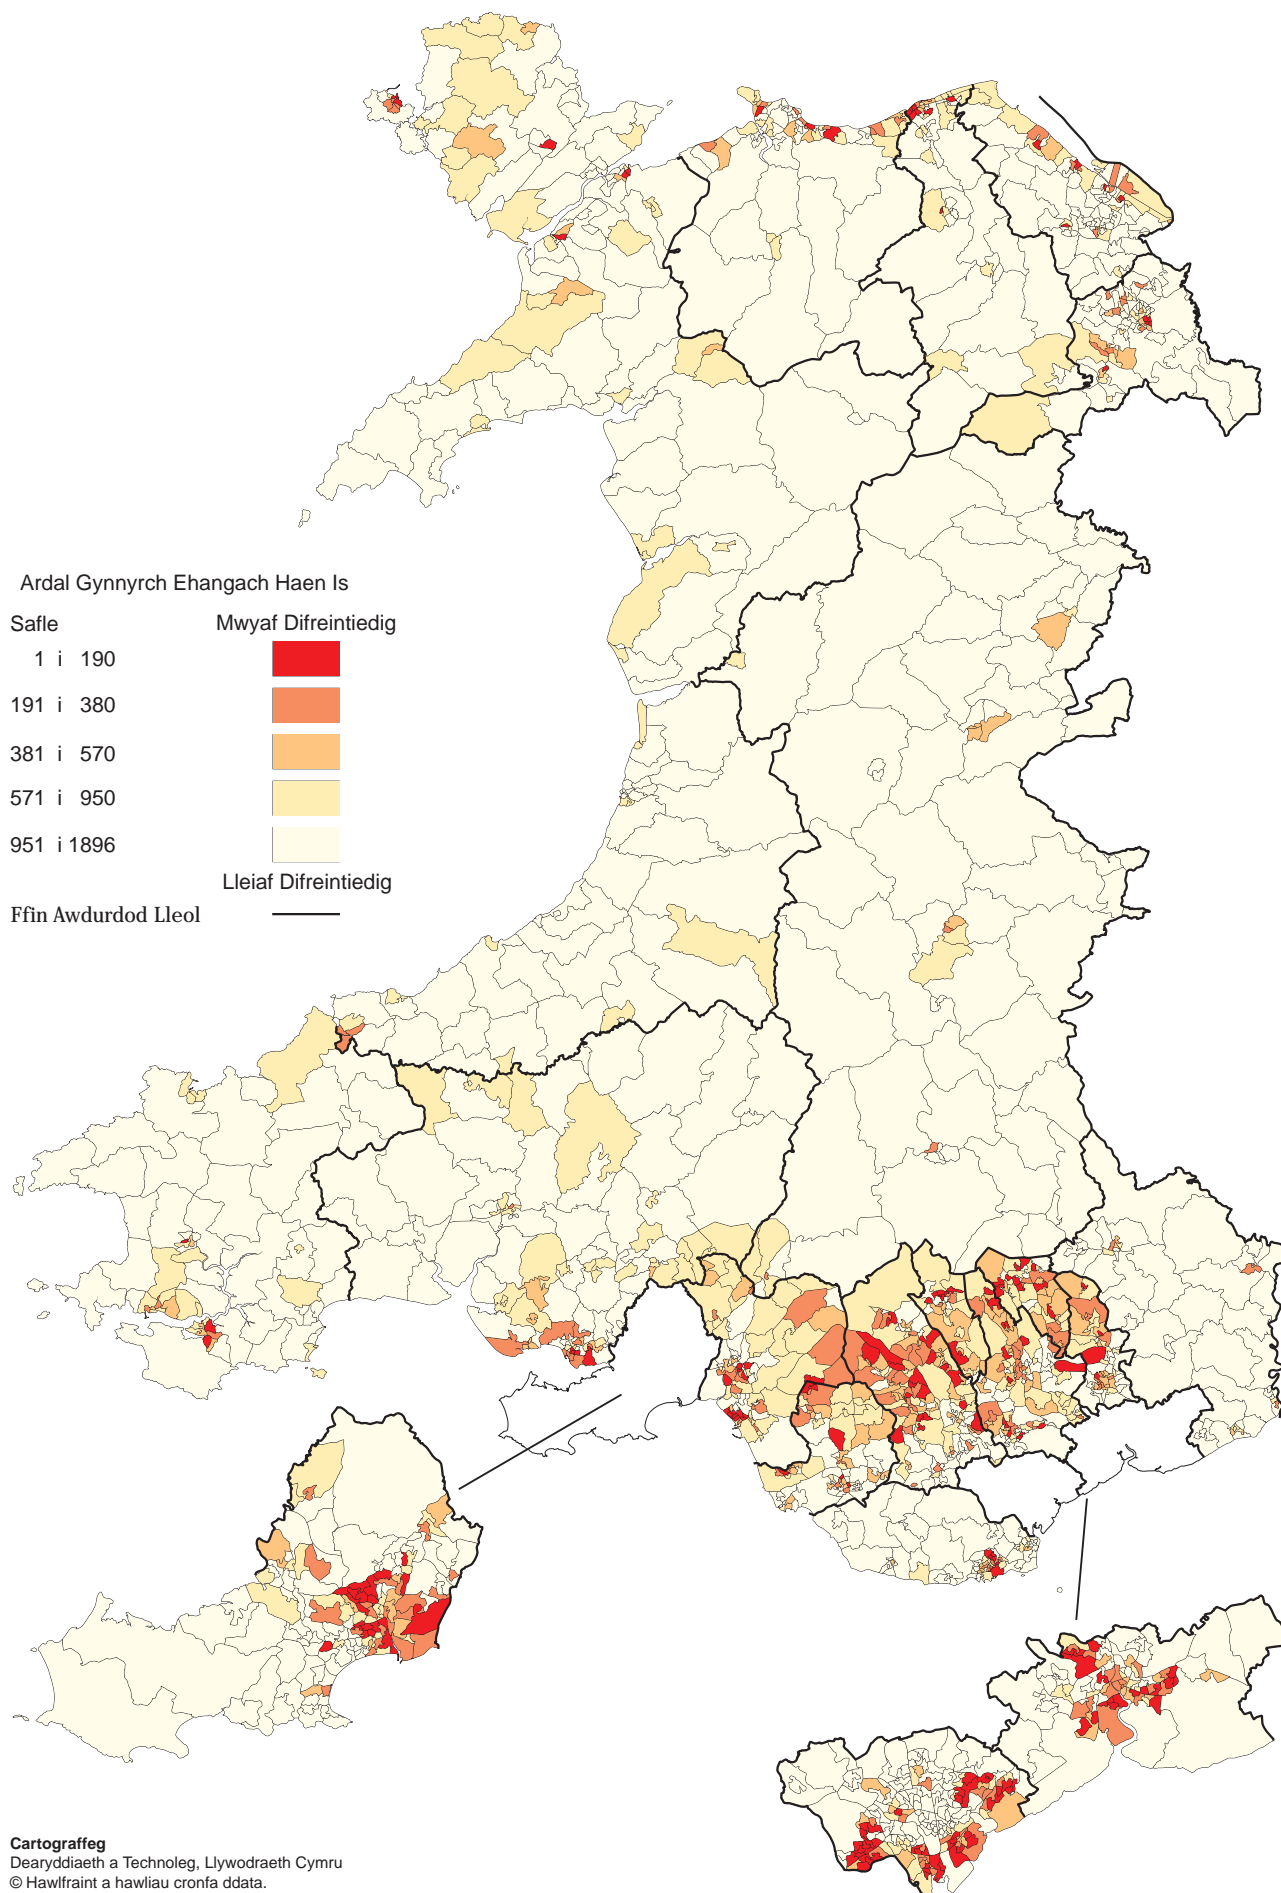 Ardal Gynnyrch Ehangach Haen Is
Safle Mwyaf Difreintiedig
1 i 190
191 i 380
381 i 570
571 i 950
951 i 1896
Lleiaf Difreintiedig
Ffin Awdurdod Lleol
Cartograffeg
Dearyddiaeth a Technoleg, Llywodraeth Cymru
© Hawlfraint a hawliau cronfa ddata.